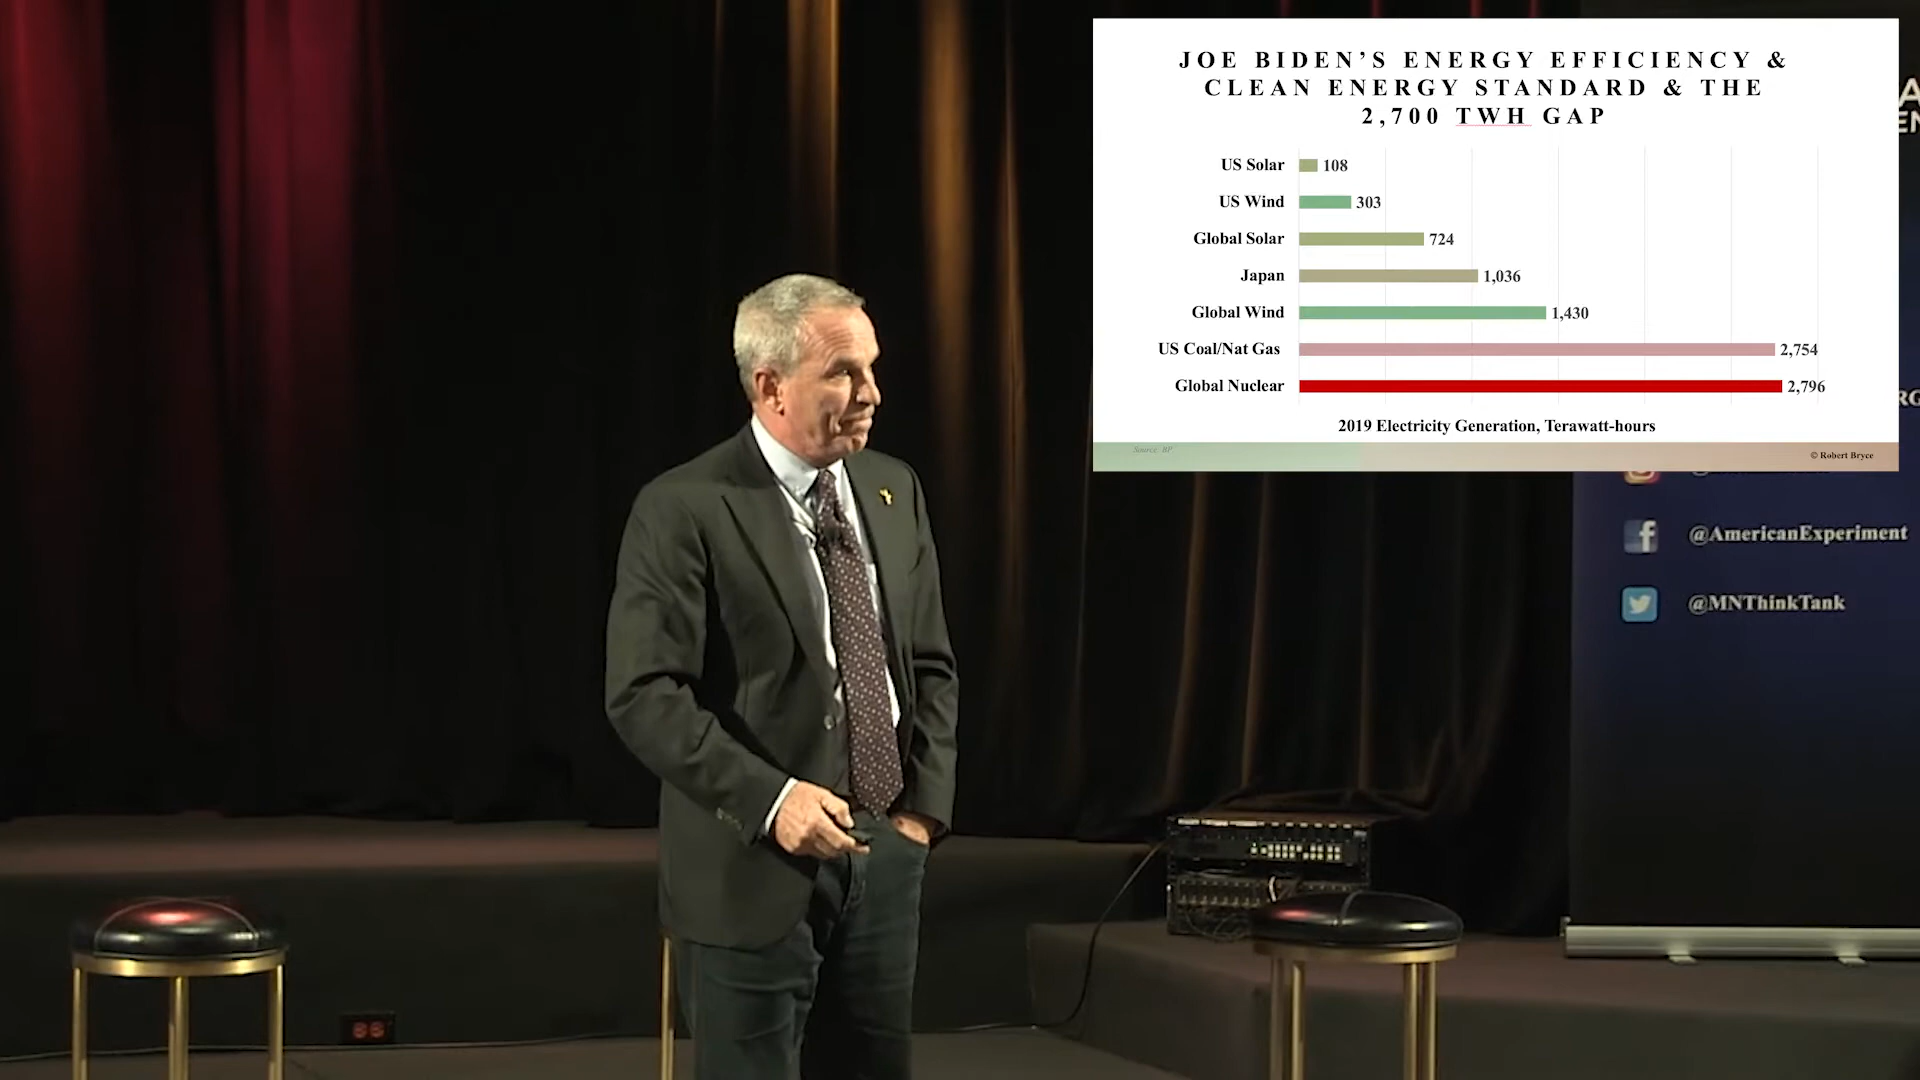 JOE BIDEN'S ENERGY EFFICIENCY &
CLEAN ENERGY STANDARD & THE
2,700 TWH GAP
US Solar 108
US Wind 303
Global Solar 724
Japan 1,036
Global Wind 1,430
US Coal/Nat Gas 2,754
Global Nuclear 2,796
2019 Electricity Generation, Terawatt-hours
Source: BP
© Robert Bryce
@AmericanExperiment
@MNThinkTank